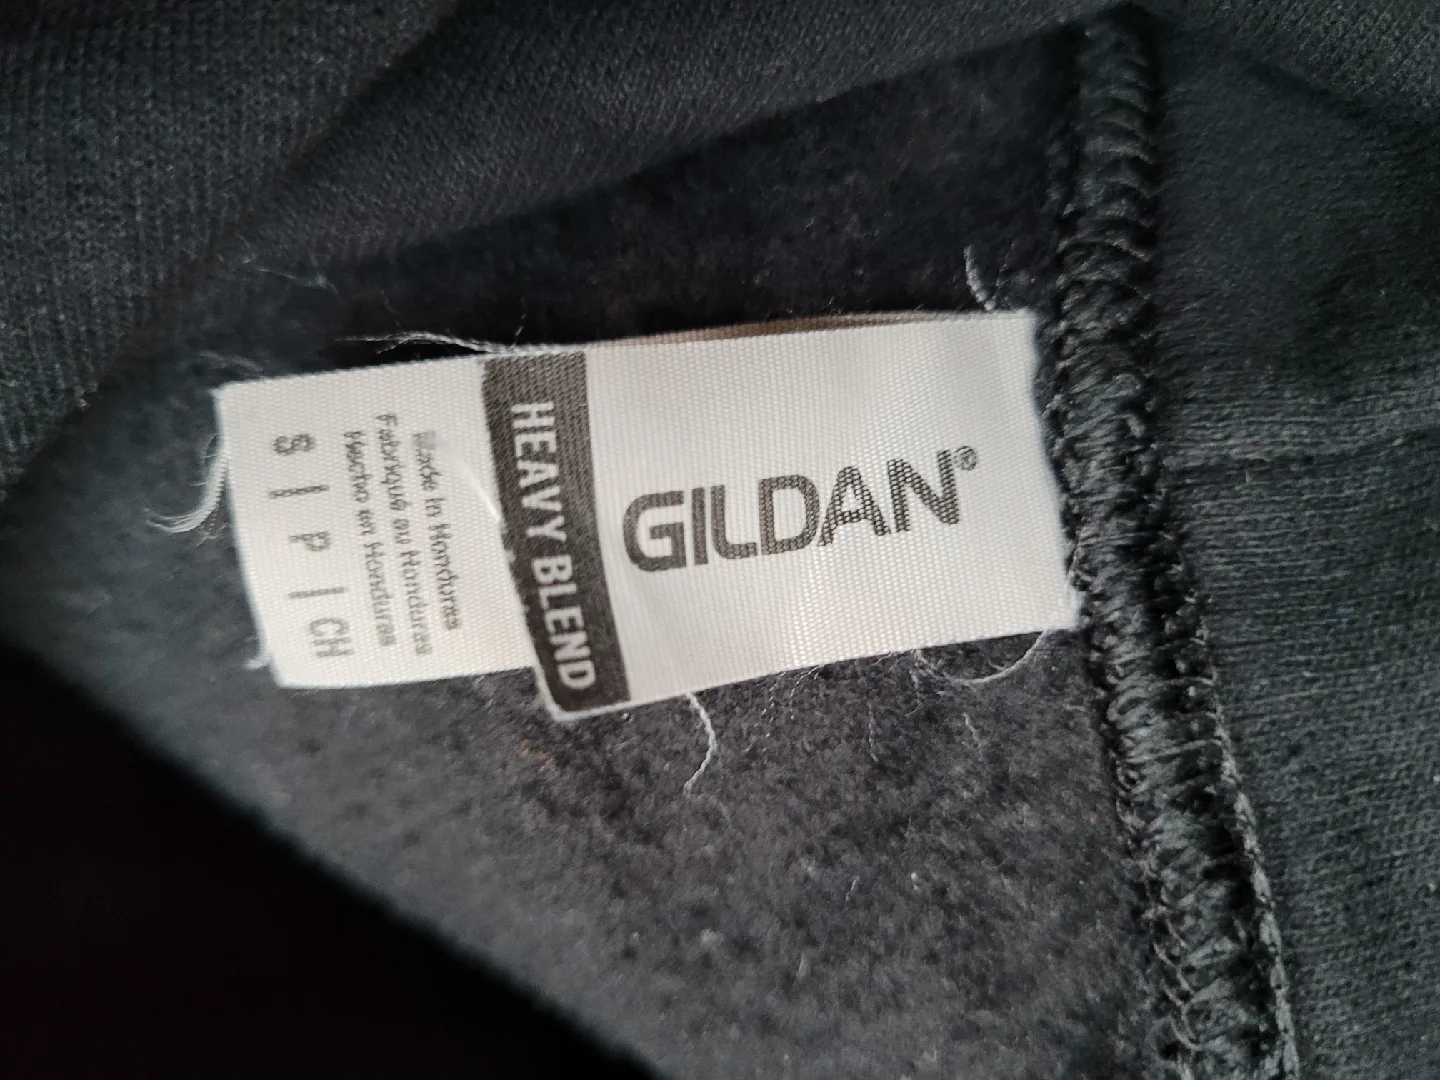 GILDAN®
HEAVY BLEND
Made in Honduras
Fabriqué au Honduras
Hecho en Honduras
S | P | CH